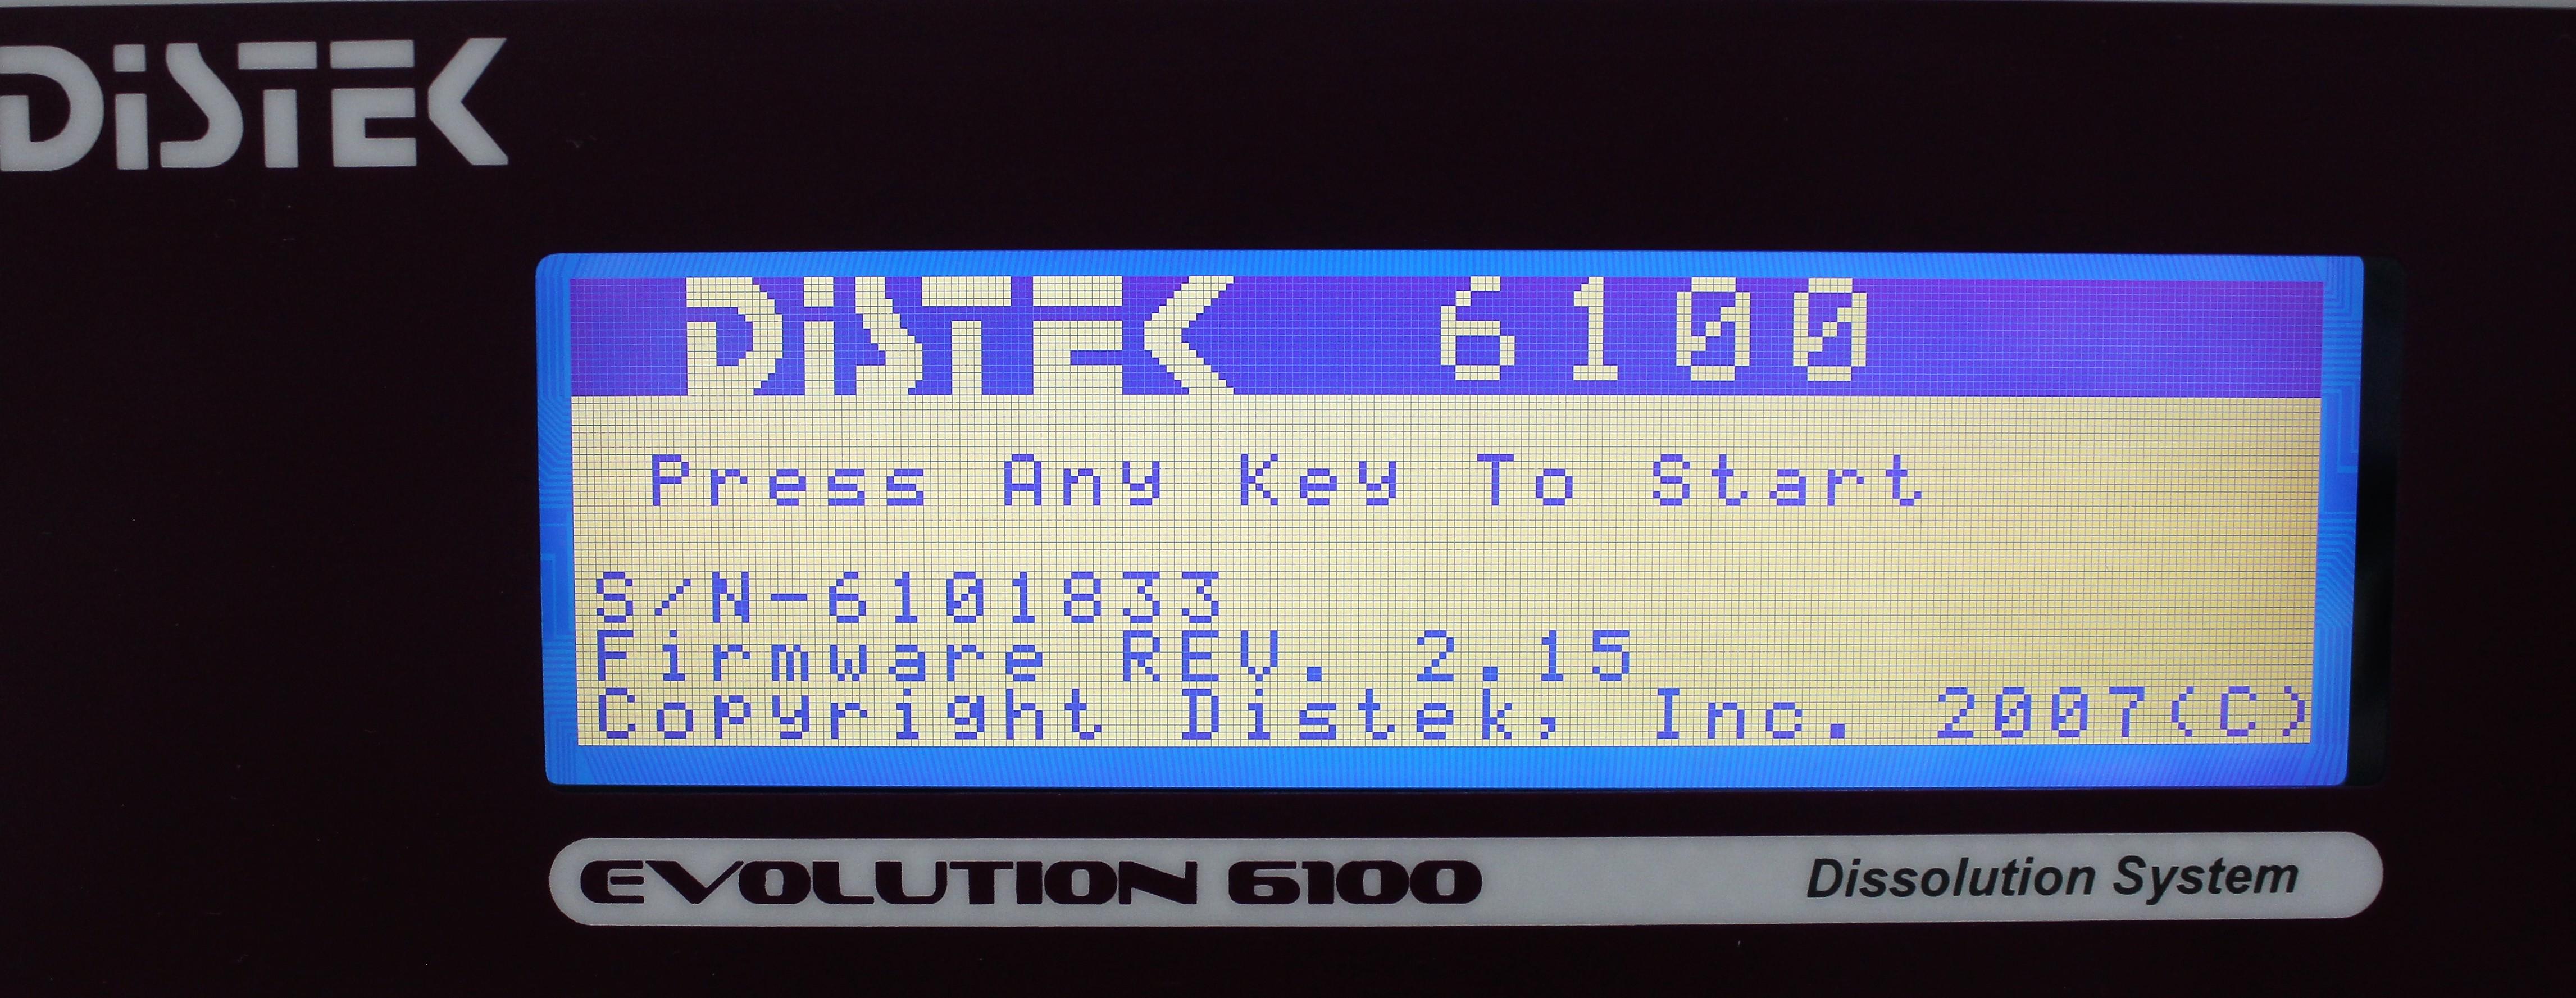 DiSTEK
DiSTEK 6100
Press Any Key To Start
S/N-6101833
Firmware REV. 2.15
Copyright Distek, Inc. 2007(C)
EVOLUTION 6100 Dissolution System